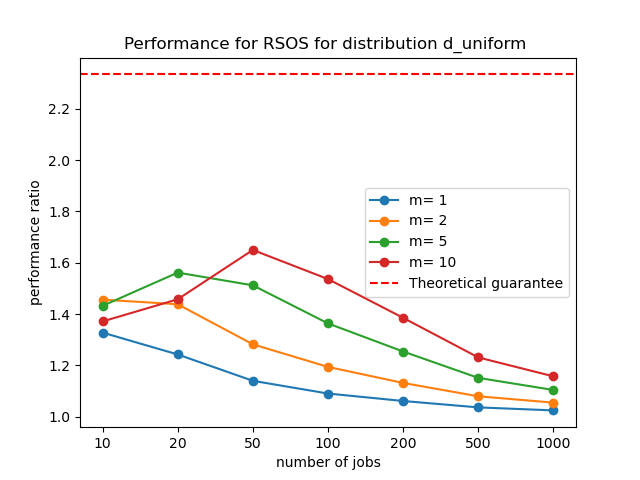 Performance for RSOS for distribution d_uniform
performance ratio
2.2
2.0
1.8
1.6
1.4
1.2
1.0
m= 1
m= 2
m= 5
m= 10
Theoretical guarantee
10 20 50 100 200 500 1000
number of jobs